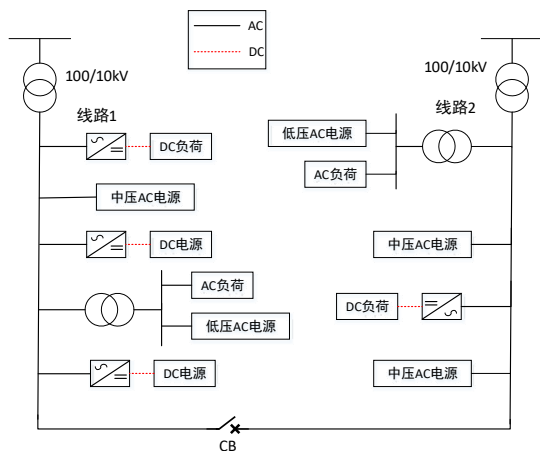 AC
DC
100/10kV
100/10kV
线路1
线路2
DC负荷
中压AC电源
DC电源
AC负荷
低压AC电源
DC电源
低压AC电源
AC负荷
中压AC电源
DC负荷
中压AC电源
CB